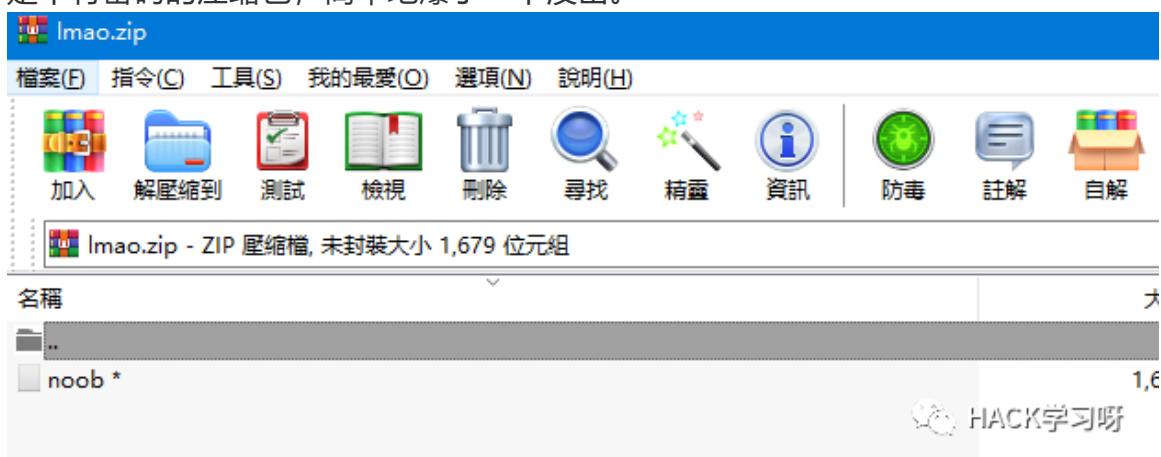 lmao.zip
檔案(F) 指令(C) 工具(S) 我的最愛(O) 選項(N) 說明(H)
加入 解壓縮到 測試 檢視 刪除 尋找 精靈 資訊 防毒 註解 自解
lmao.zip - ZIP 壓縮檔, 未封裝大小 1,679 位元組
名稱
..
noob * 1,6
HACK学习呀